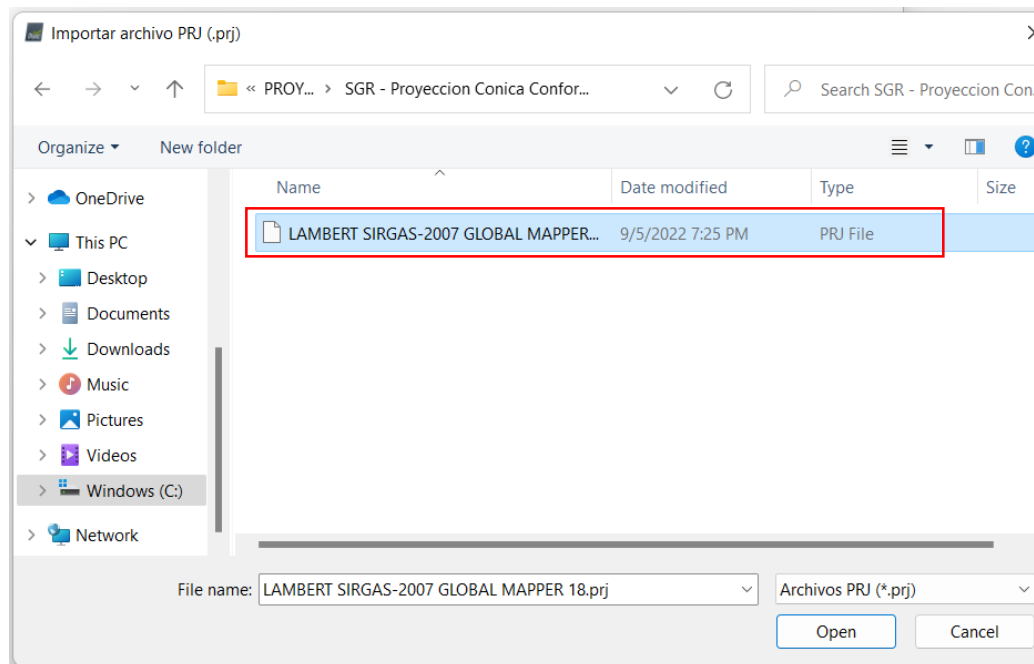 Importar archivo PRJ (.prj)
« PROY... > SGR - Proyeccion Conica Confor...
Search SGR - Proyeccion Con.
Organize
New folder
Name
Date modified
Type
Size
LAMBERT SIRGAS-2007 GLOBAL MAPPER...
9/5/2022 7:25 PM
PRJ File
OneDrive
This PC
Desktop
Documents
Downloads
Music
Pictures
Videos
Windows (C:)
Network
File name:
LAMBERT SIRGAS-2007 GLOBAL MAPPER 18.prj
Archivos PRJ (*.prj)
Open
Cancel